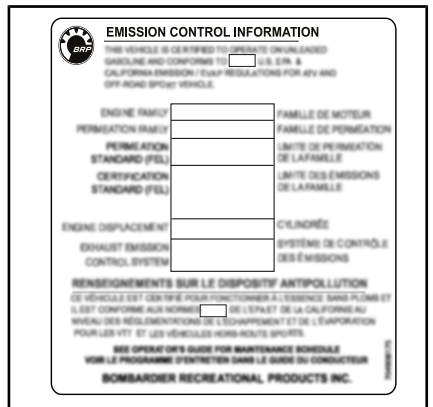 BRP
EMISSION CONTROL INFORMATION
THIS VEHICLE IS CERTIFIED TO OPERATE ON UNLEADED
GASOLINE AND CONFORMS TO U.S. EPA &
CALIFORNIA EMISSION / EVAP REGULATIONS FOR ATV AND
OFF-ROAD SPORT VEHICLE.
ENGINE FAMILY FAMILLE DE MOTEUR
PERMEATION FAMILY FAMILLE DE PERMÉATION
PERMEATION LIMITE DE PERMEATION
STANDARD (FEL) DE LA FAMILLE
CERTIFICATION LIMITE DES ÉMISSIONS
STANDARD (FEL) DE LA FAMILLE
ENGINE DISPLACEMENT CYLINDRÉE
EXHAUST EMISSION SYSTÈME DE CONTRÔLE
CONTROL SYSTEM DES ÉMISSIONS
RENSEIGNEMENTS SUR LE DISPOSITIF ANTIPOLLUTION
CE VÉHICULE EST CERTIFIÉ POUR FONCTIONNER À L'ESSENCE SANS PLOMB ET
IL EST CONFORME AUX NORMES DE L'EPA ET DE LA CALIFORNIE AU
NIVEAU DES RÉGLEMENTATIONS DE L'ÉCHAPPEMENT ET DE L'ÉVAPORATION
POUR LES VTT ET LES VÉHICULES HORS-ROUTE SPORTS.
SEE OPERATOR'S GUIDE FOR MAINTENANCE SCHEDULE
VOIR LE PROGRAMME D'ENTRETIEN DANS LE GUIDE DU CONDUCTEUR
BOMBARDIER RECREATIONAL PRODUCTS INC.